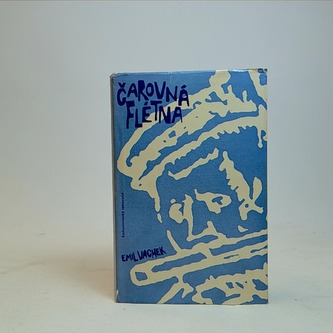 ČAROVNÁ
FLÉTNA
EMIL VACHEK